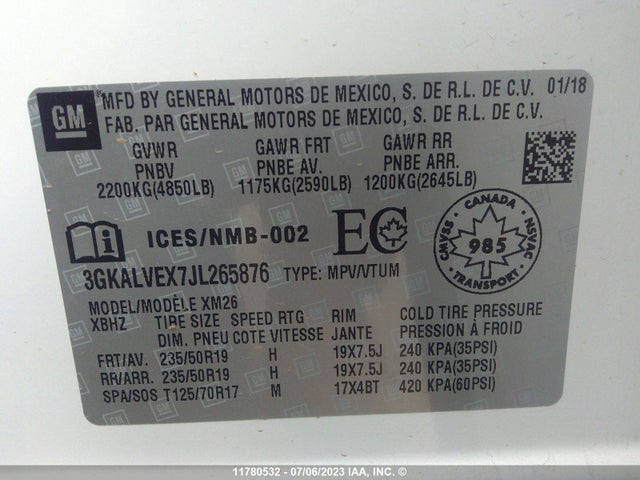 GM
*MFD BY GENERAL MOTORS DE MEXICO, S. DE R.L. DE C.V. 01/18
FAB. PAR GENERAL MOTORS DE MEXICO, S. DE R.L. DE C.V.
GVWR GAWR FRT GAWR RR
PNBV PNBE AV. PNBE ARR.
2200KG(4850LB) 1175KG(2590LB) 1200KG(2645LB)
ICES/NMB-002 EC CANADA CMVSS 985 NSVAC
3GKALVEX7JL265876 TYPE: MPV/VTUM
MODEL/MODÈLE XM26
XBHZ TIRE SIZE SPEED RTG RIM COLD TIRE PRESSURE
DIM. PNEU COTE VITESSE JANTE PRESSION À FROID
FRT/AV. 235/50R19 H 19X7.5J 240 KPA(35PSI)
RR/ARR. 235/50R19 H 19X7.5J 240 KPA(35PSI)
SPA/SOS T125/70R17 M 17X4BT 420 KPA(60PSI)
11780532 - 07/06/2023 IAA, INC. ©